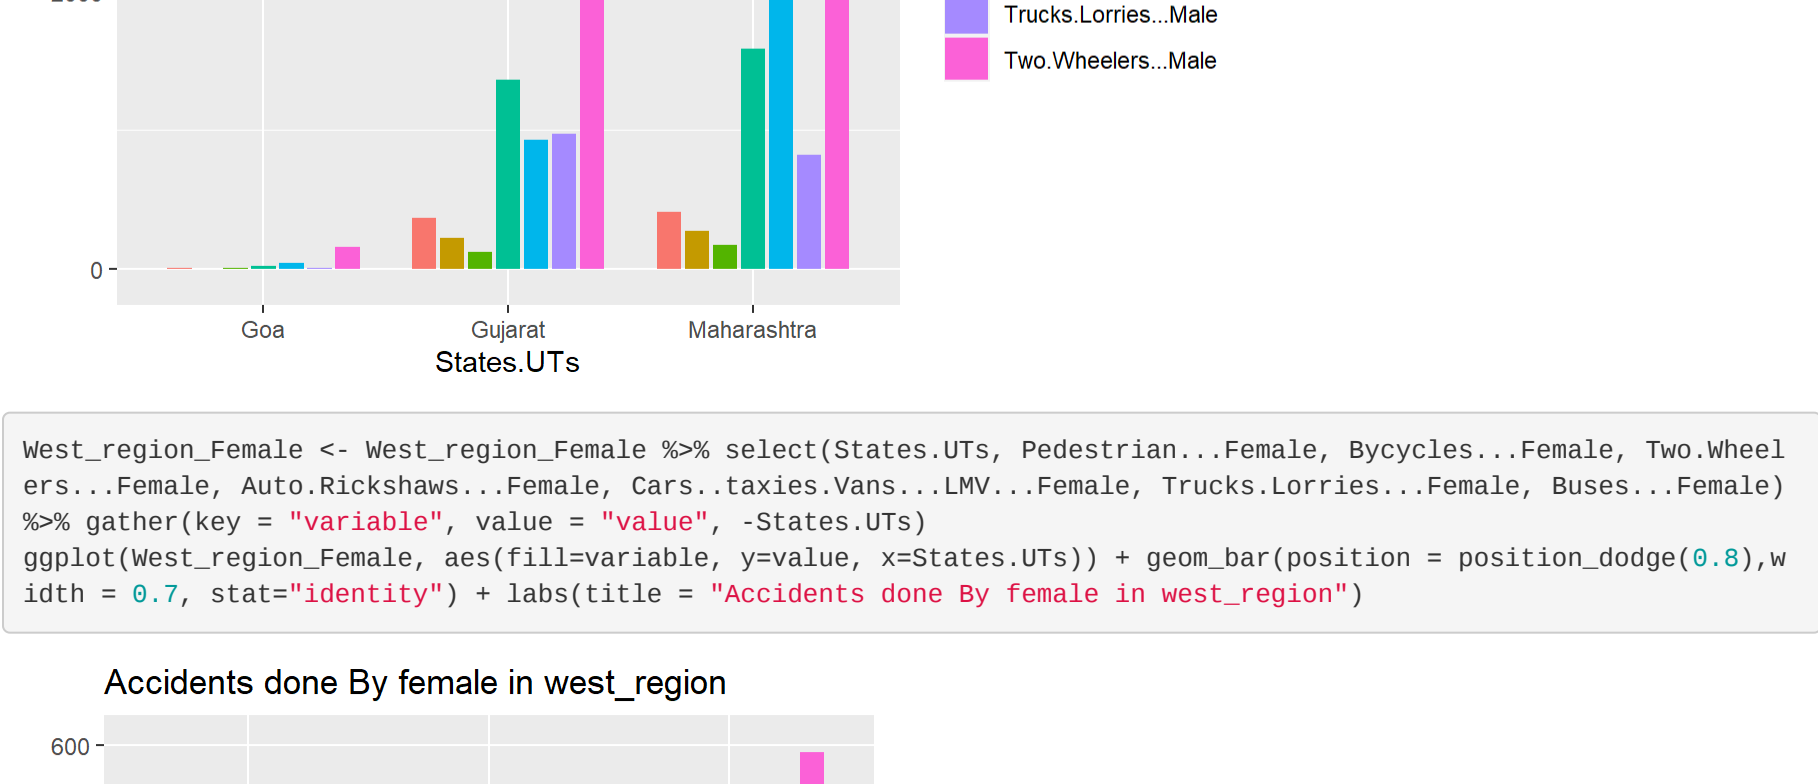 Trucks.Lorries...Male
Two.Wheelers...Male
0
Goa Gujarat Maharashtra
States.UTs
West_region_Female <- West_region_Female %>% select(States.UTs, Pedestrian...Female, Bycycles...Female, Two.Wheel
ers...Female, Auto.Rickshaws...Female, Cars..taxies.Vans...LMV...Female, Trucks.Lorries...Female, Buses...Female)
%>% gather(key = "variable", value = "value", -States.UTs)
ggplot(West_region_Female, aes(fill=variable, y=value, x=States.UTs)) + geom_bar(position = position_dodge(0.8),w
idth = 0.7, stat="identity") + labs(title = "Accidents done By female in west_region")
Accidents done By female in west_region
600